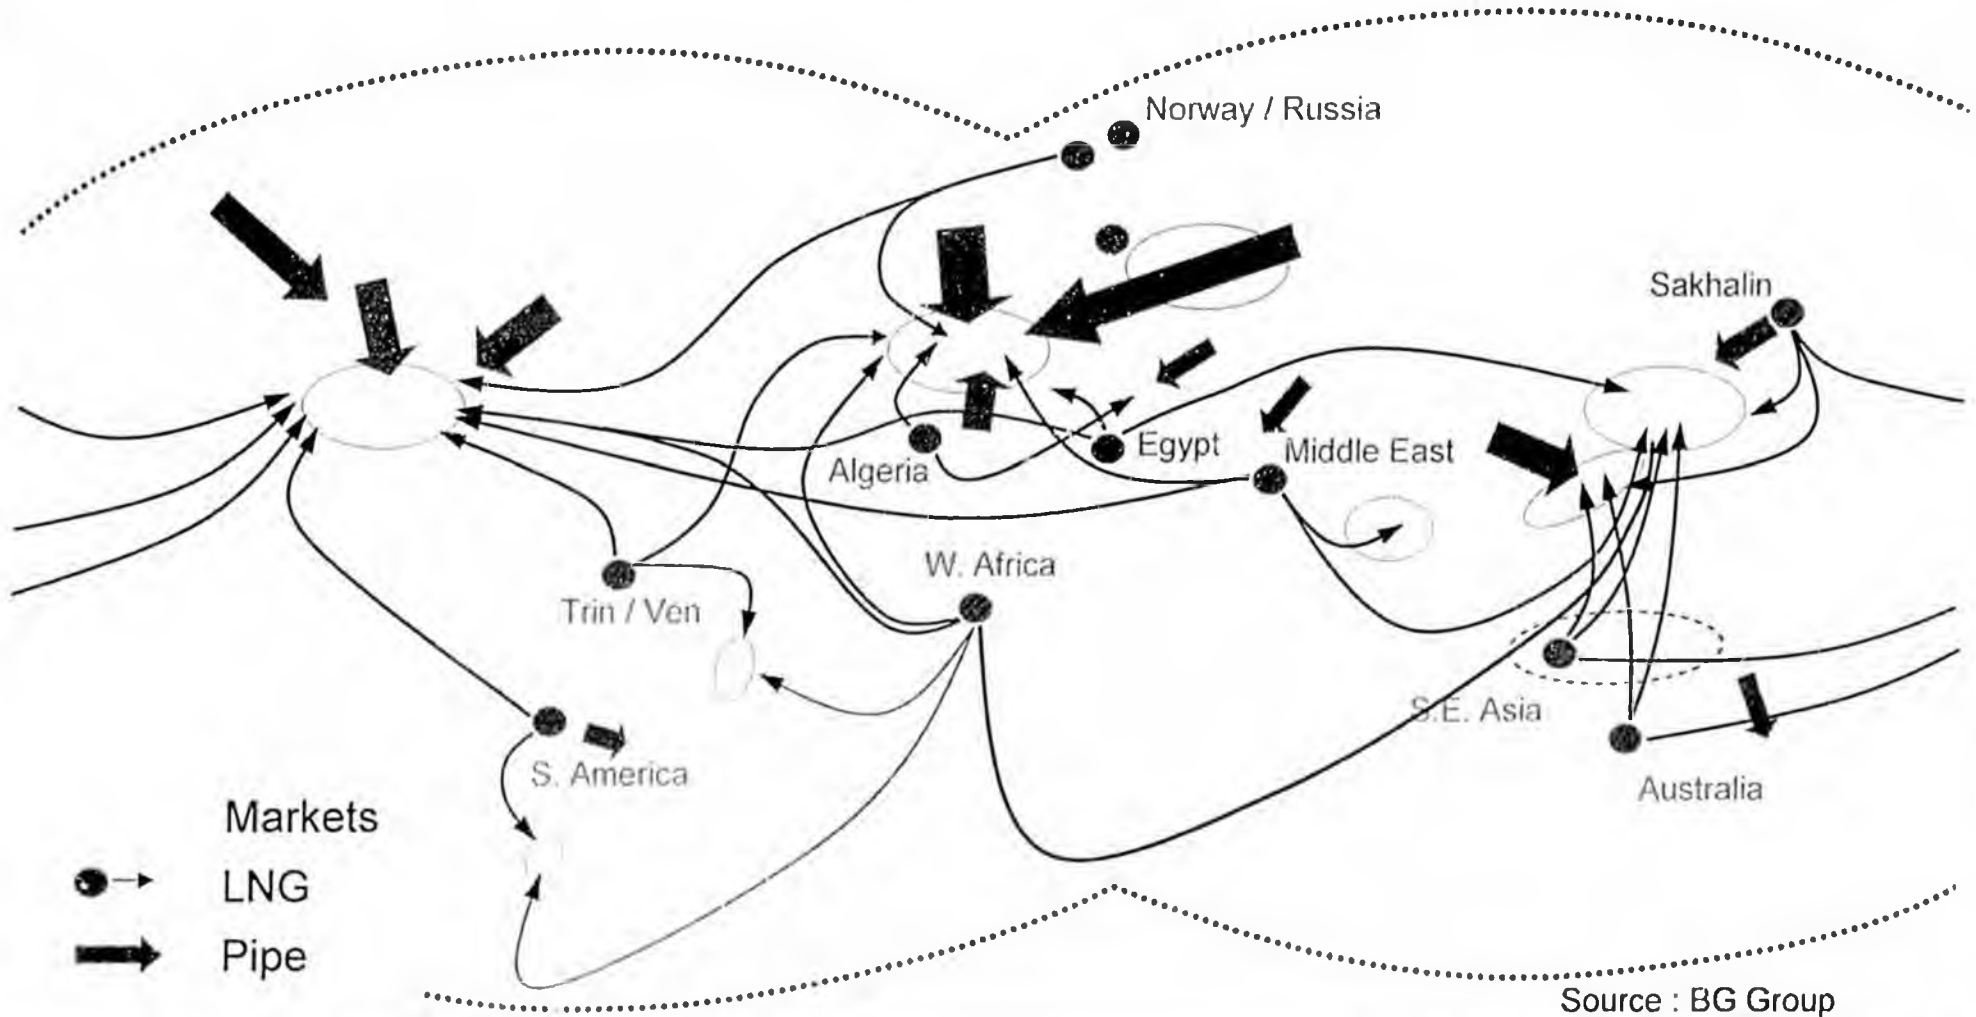 Norway / Russia
Sakhalin
Egypt
Middle East
Algeria
W. Africa
Trin / Ven
S.E. Asia
S. America
Australia
Markets
LNG
Pipe
Source : BG Group